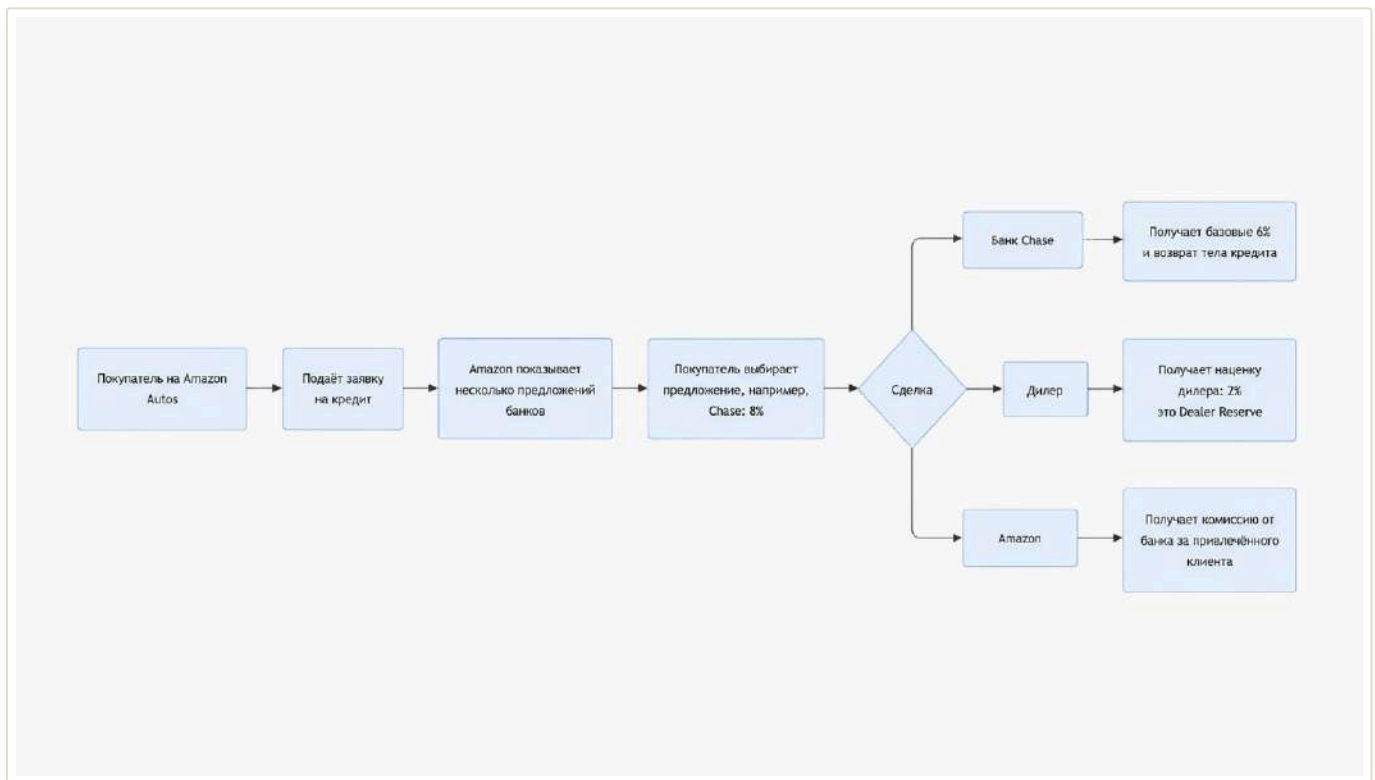 Покупатель на Amazon
Autos
Подаёт заявку
на кредит
Amazon показывает
несколько предложений
банков
Покупатель выбирает
предложение, например,
Chase: 8%
Сделка
Банк Chase
Получает базовые 6%
и возврат тела кредита
Дилер
Получает наценку
дилера: 2%
это Dealer Reserve
Amazon
Получает комиссию от
банка за привлечённого
клиента